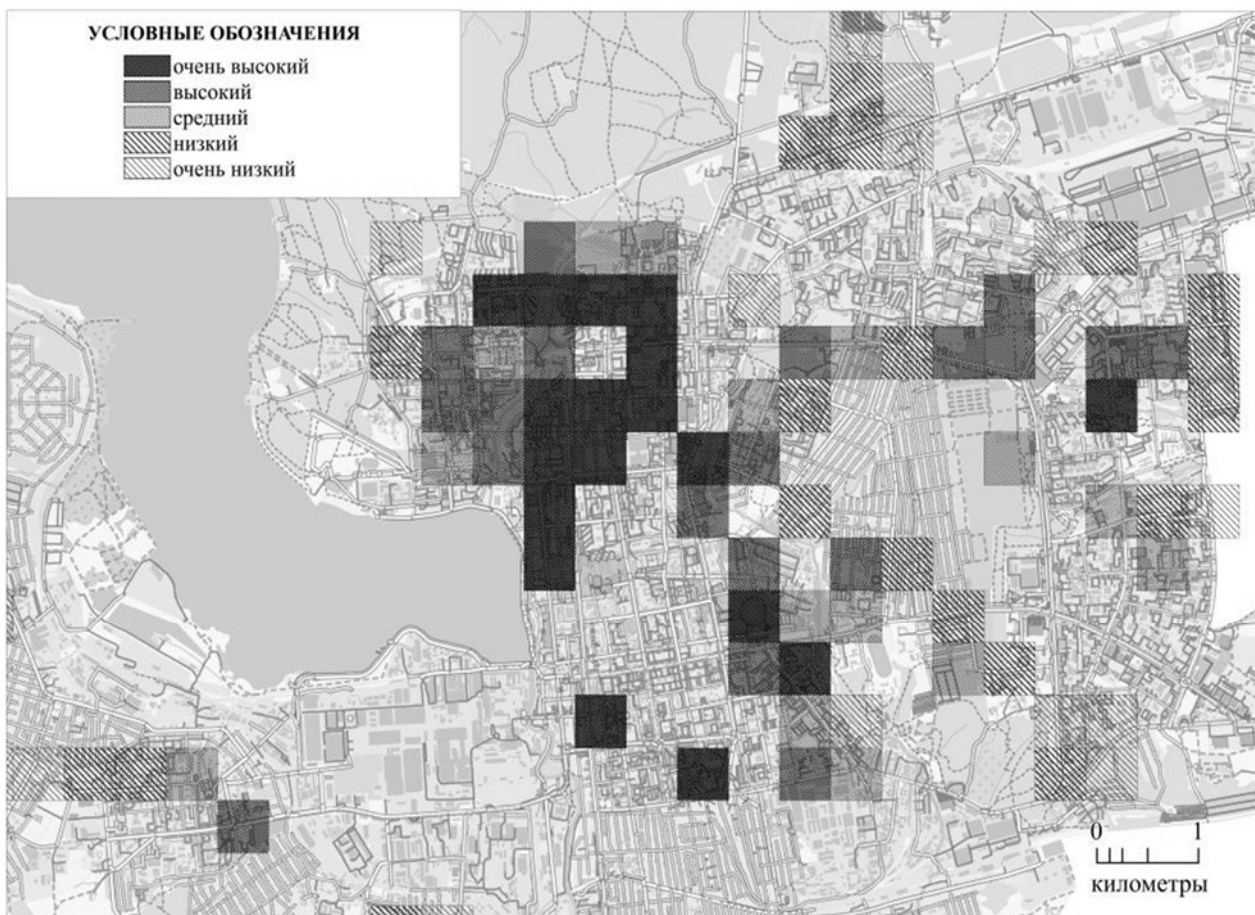 УСЛОВНЫЕ ОБОЗНАЧЕНИЯ
очень высокий
высокий
средний
низкий
очень низкий
0 1
километры